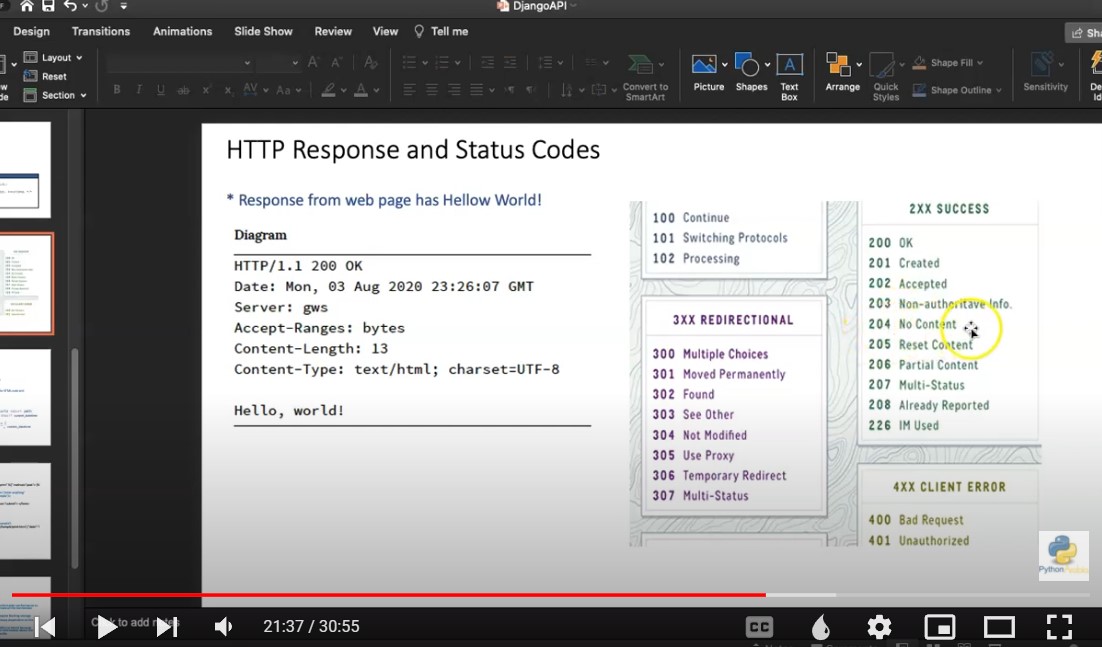 DjangoAPI
Design Transitions Animations Slide Show Review View Tell me
Layout
Reset
Section
Convert to
SmartArt
Picture
Shapes
Text
Box
Arrange
Quick
Styles
Shape Fill
Shape Outline
Sensitivity
HTTP Response and Status Codes
* Response from web page has Hellow World!
Diagram
HTTP/1.1 200 OK
Date: Mon, 03 Aug 2020 23:26:07 GMT
Server: gws
Accept-Ranges: bytes
Content-Length: 13
Content-Type: text/html; charset=UTF-8
Hello, world!
100 Continue
101 Switching Protocols
102 Processing
3XX REDIRECTIONAL
300 Multiple Choices
301 Moved Permanently
302 Found
303 See Other
304 Not Modified
305 Use Proxy
306 Temporary Redirect
307 Multi-Status
2XX SUCCESS
200 OK
201 Created
202 Accepted
203 Non-authoritave Info.
204 No Content
205 Reset Content
206 Partial Content
207 Multi-Status
208 Already Reported
226 IM Used
4XX CLIENT ERROR
400 Bad Request
401 Unauthorized
Python
Click to add notes
21:37 / 30:55
CC